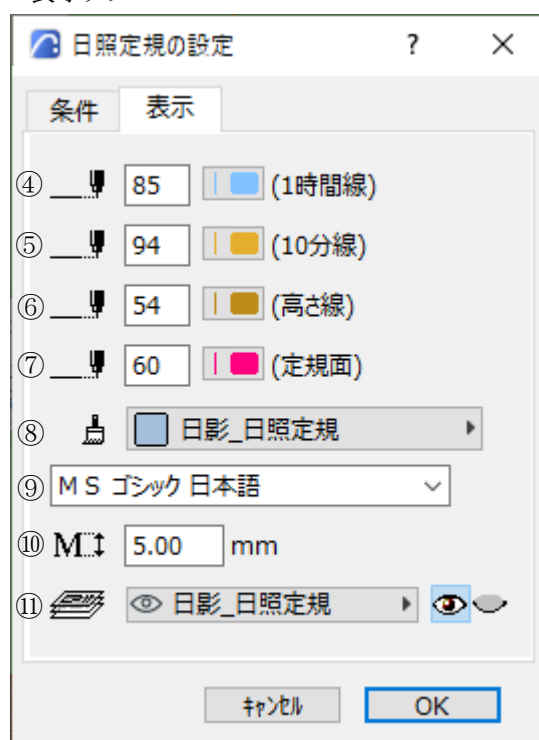 日照定規の設定 ? ×
条件 表示
④ 85 (1時間線)
⑤ 94 (10分線)
⑥ 54 (高さ線)
⑦ 60 (定規面)
⑧ 日影_日照定規
⑨ MS ゴシック 日本語
⑩ M 5.00 mm
⑪ 日影_日照定規
キャンセル OK